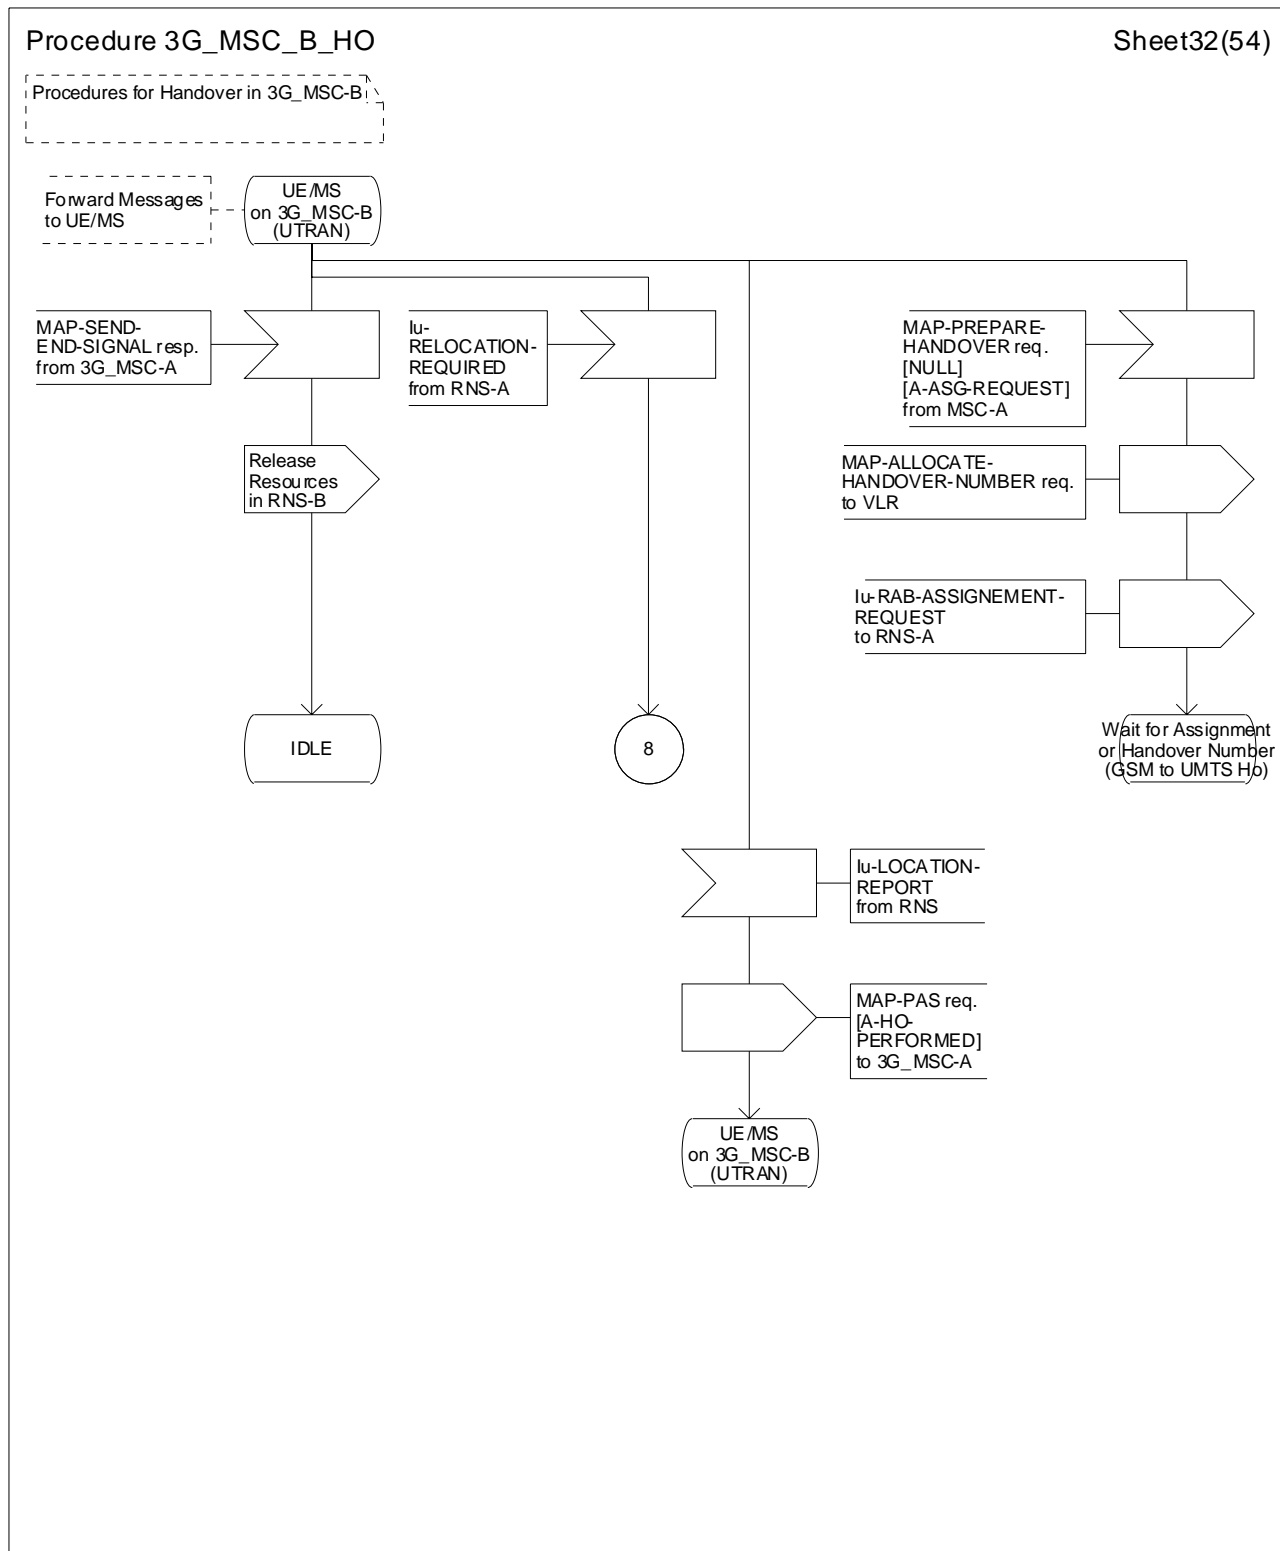 Procedure 3G_MSC_B_HO
Sheet32(54)
Procedures for Handover in 3G_MSC-B
Forward Messages
to UE/MS
UE/MS
on 3G_MSC-B
(UTRAN)
MAP-SEND-
END-SIGNAL resp.
from 3G_MSC-A
Iu-
RELOCATION-
REQUIRED
from RNS-A
MAP-PREPARE-
HANDOVER req.
[NULL]
[A-ASG-REQUEST]
from MSC-A
Release
Resources
in RNS-B
MAP-ALLOCATE-
HANDOVER-NUMBER req.
to VLR
Iu-RAB-ASSIGNEMENT-
REQUEST
to RNS-A
IDLE
8
Wait for Assignment
or Handover Number
(GSM to UMTS Ho)
Iu-LOCATION-
REPORT
from RNS
MAP-PAS req.
[A-HO-
PERFORMED]
to 3G_MSC-A
UE/MS
on 3G_MSC-B
(UTRAN)